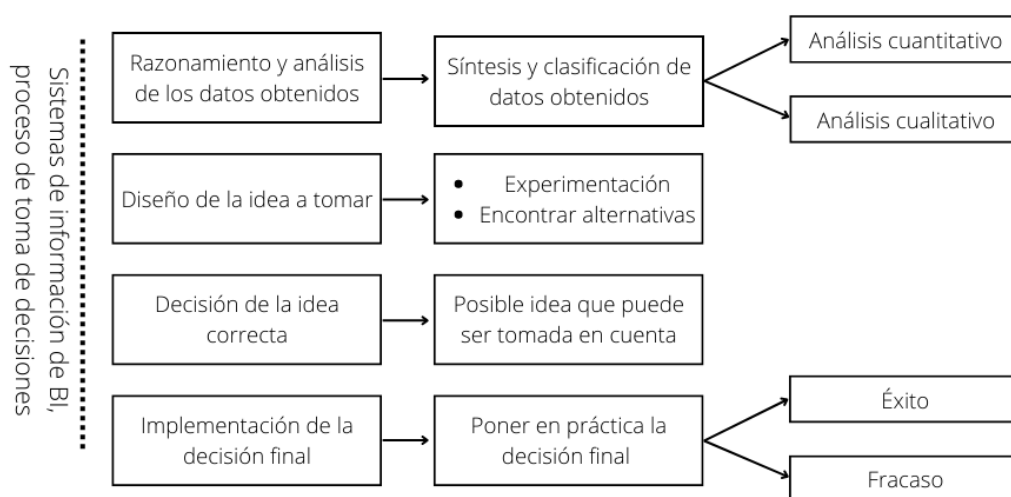 Sistemas de información de BI,
proceso de toma de decisiones
Razonamiento y análisis
de los datos obtenidos
Síntesis y clasificación de
datos obtenidos
Análisis cuantitativo
Análisis cualitativo
Diseño de la idea a tomar
• Experimentación
• Encontrar alternativas
Decisión de la idea
correcta
Posible idea que puede
ser tomada en cuenta
Implementación de la
decisión final
Poner en práctica la
decisión final
Éxito
Fracaso